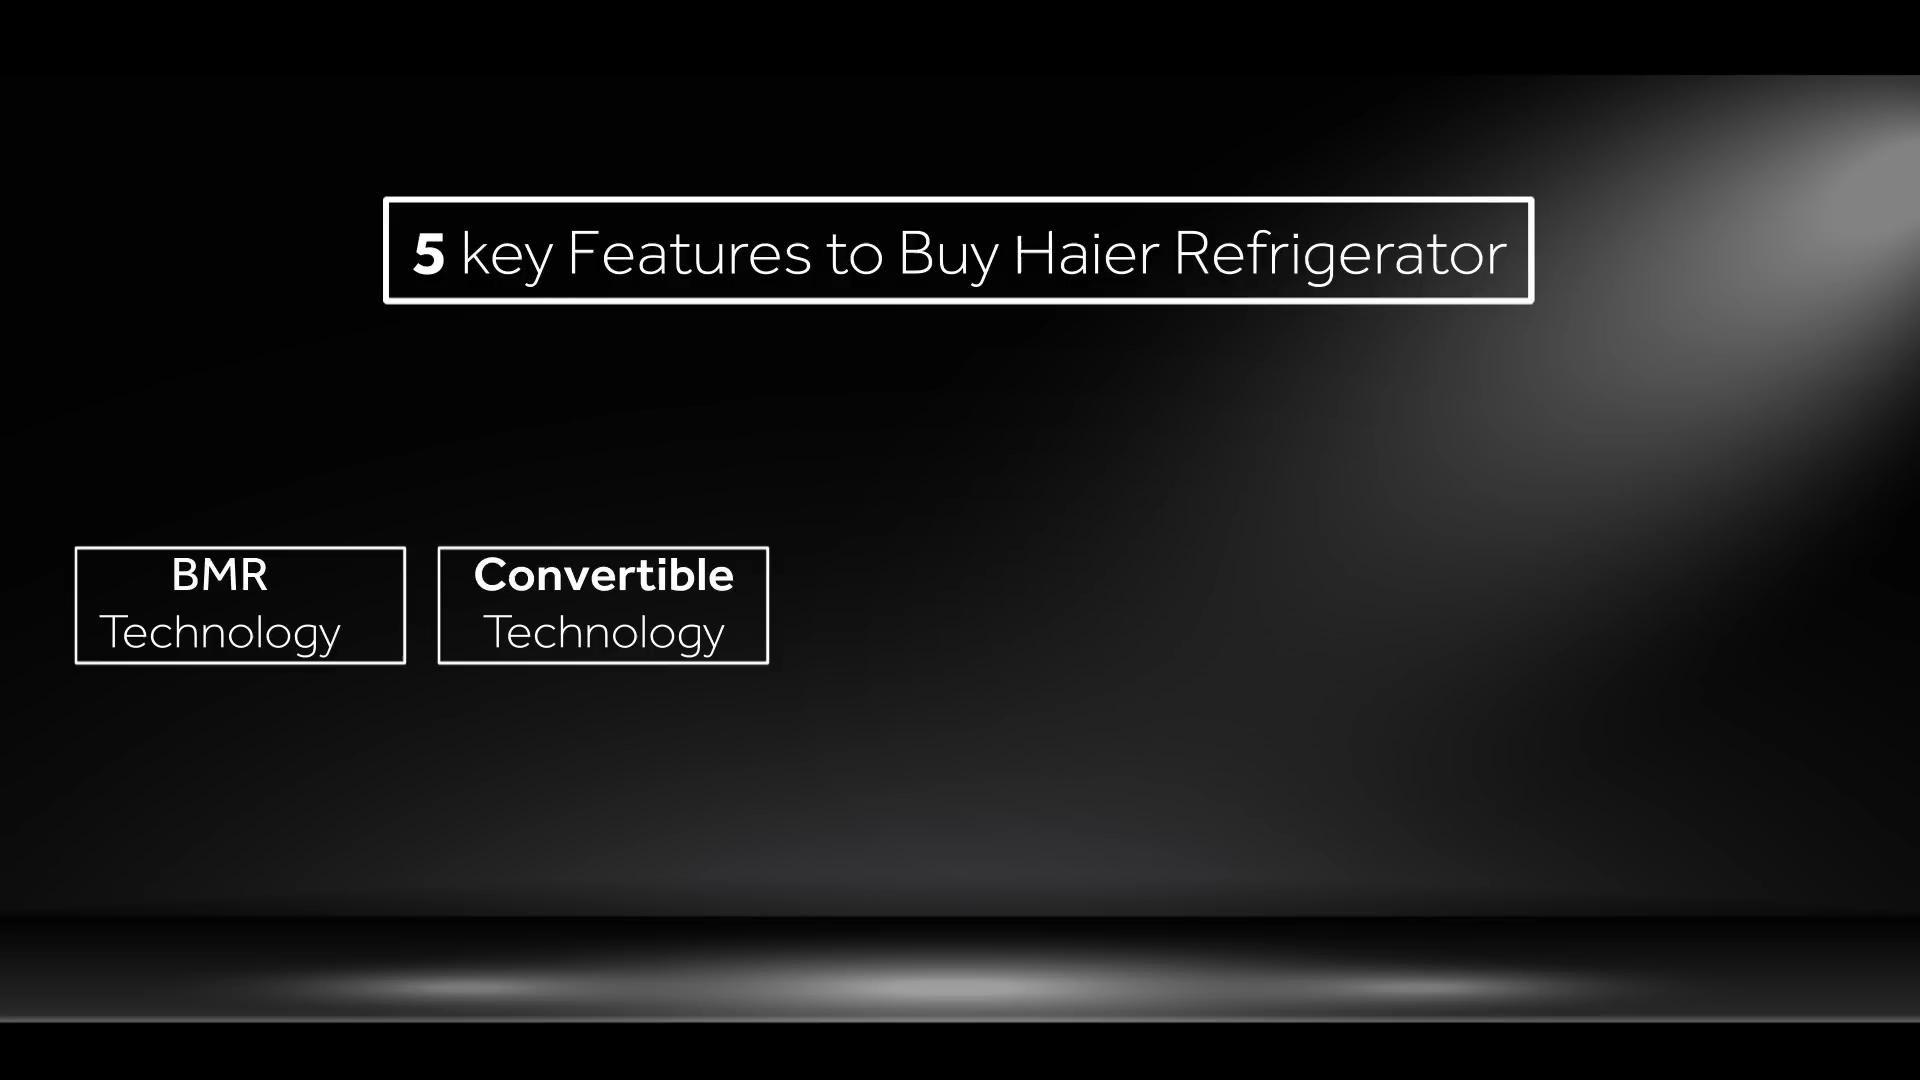 5 key Features to Buy Haier Refrigerator
BMR
Technology
Convertible
Technology